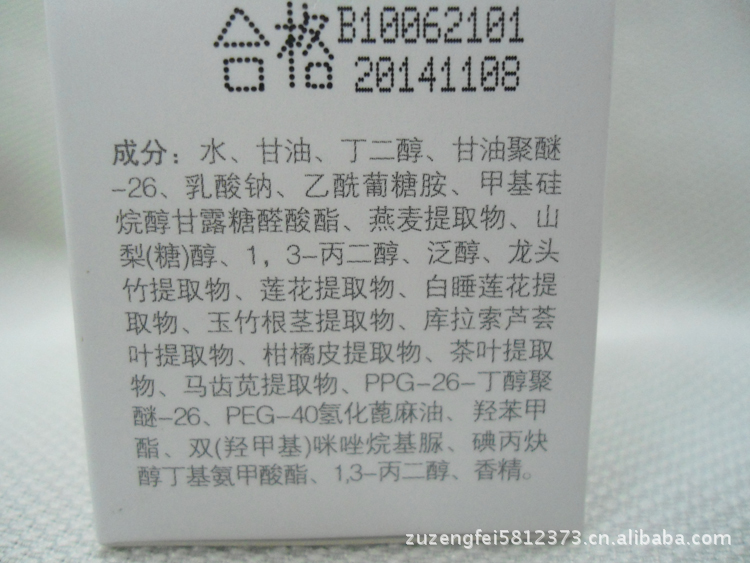 合格 B10062101
20141108
成分：水、甘油、丁二醇、甘油聚醚
-26、乳酸钠、乙酰葡糖胺、甲基硅
烷醇甘露糖醛酸酯、燕麦提取物、山
梨(糖)醇、1，3-丙二醇、泛醇、龙头
竹提取物、莲花提取物、白睡莲花提
取物、玉竹根茎提取物、库拉索芦荟
叶提取物、柑橘皮提取物、茶叶提取
物、马齿苋提取物、PPG-26-丁醇聚
醚-26、PEG-40氢化蓖麻油、羟苯甲
酯、双(羟甲基)咪唑烷基脲、碘丙炔
醇丁基氨甲酸酯、1,3-丙二醇、香精。
zuzengfei5812373.cn.alibaba.com